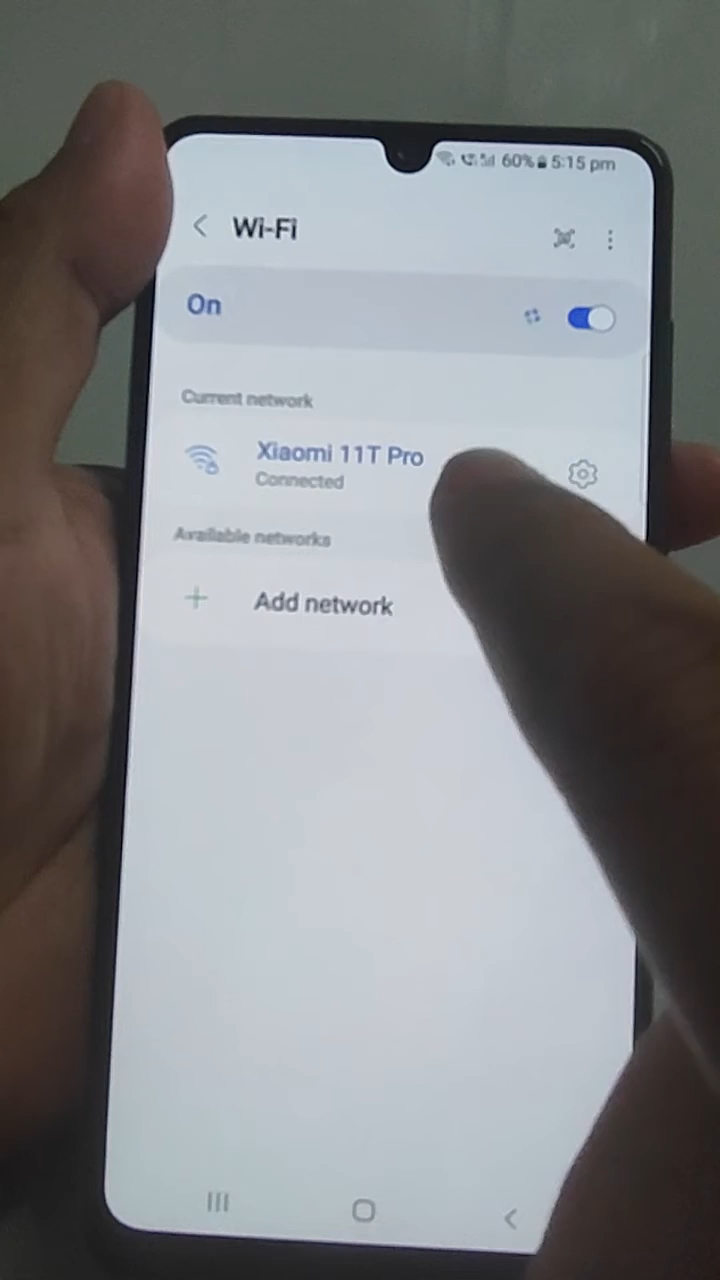 60% 5:15 pm
Wi-Fi
On
Current network
Xiaomi 11T Pro
Connected
Available networks
Add network